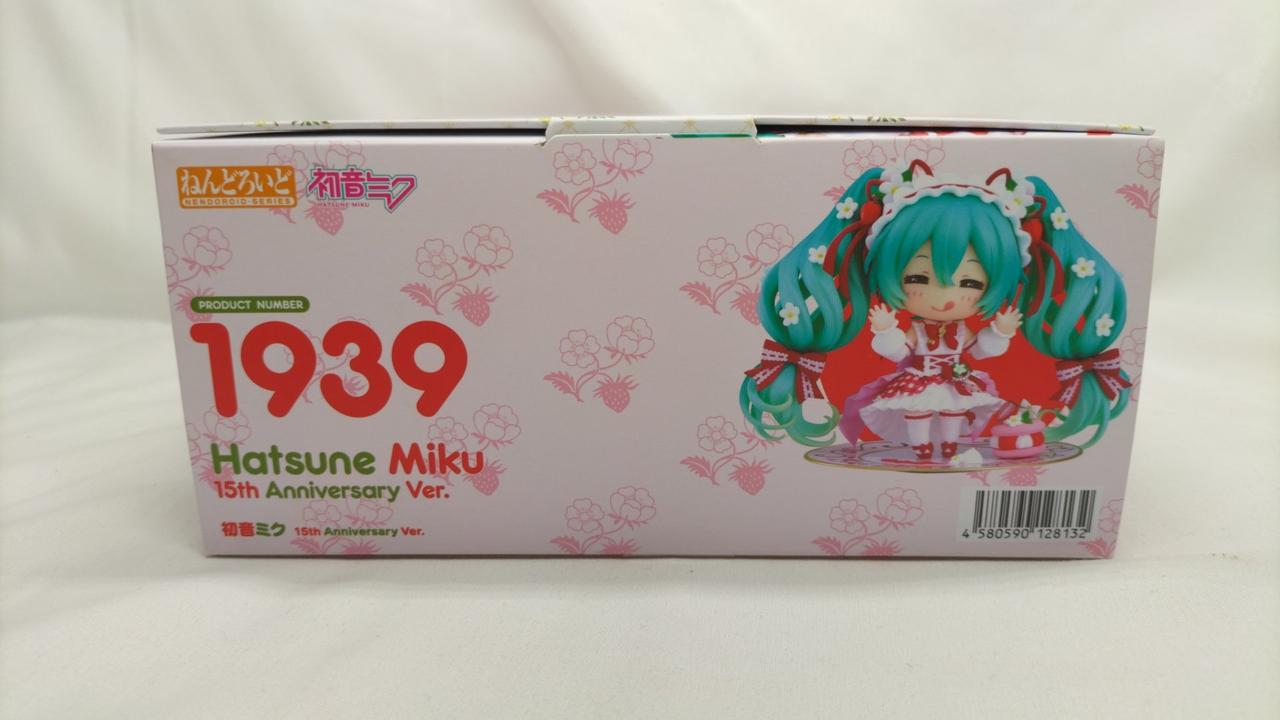 ねんどろいど
NENDOROID·SERIES
初音ミク
HATSUNE MIKU
PRODUCT NUMBER
1939
Hatsune Miku
15th Anniversary Ver.
初音ミク 15th Anniversary Ver.
4 580590 128132